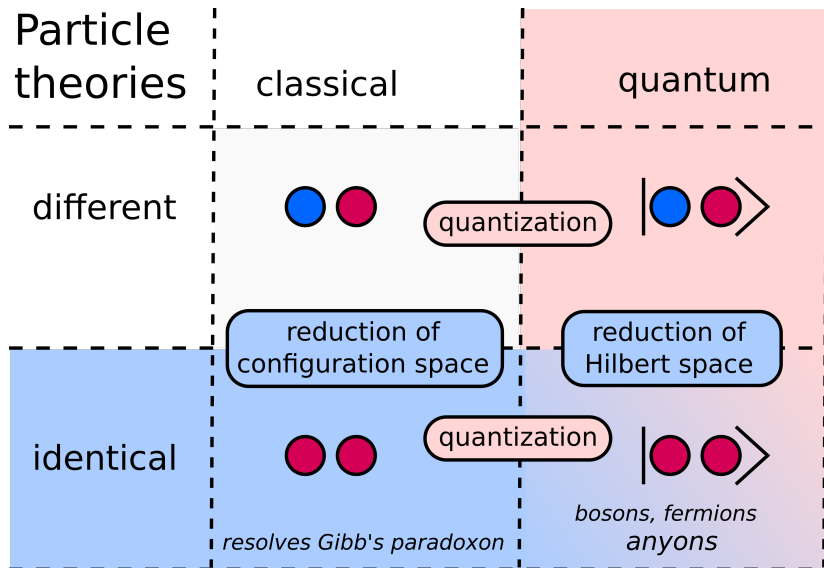 Particle
theories
classical
quantum
different
quantization
reduction of
configuration space
reduction of
Hilbert space
identical
quantization
resolves Gibb's paradoxon
bosons, fermions
anyons